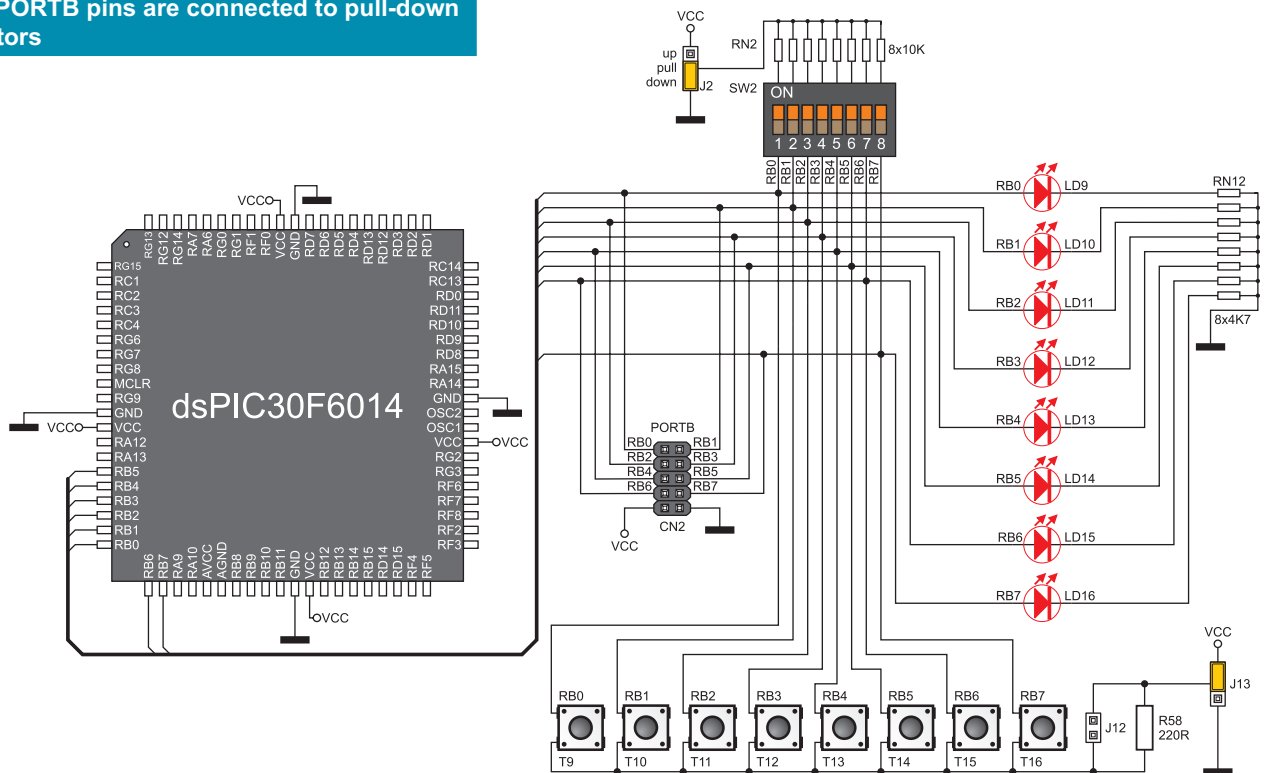 PORTB pins are connected to pull-down
tors
VCC
up
pull
down
J2
RN2
8x10K
SW2
ON
1 2 3 4 5 6 7 8
RB0
RB1
RB2
RB3
RB4
RB5
RB6
RB7
VCC
RG13
RG12
RG14
RA7
RA6
RG0
RG1
RF1
RF0
VCC
GND
RD7
RD6
RD5
RD4
RD13
RD12
RD3
RD2
RD1
RG15
RC1
RC2
RC3
RC4
RG6
RG7
RG8
MCLR
RG9
GND
VCC
VCC
RA12
RA13
RB5
RB4
RB3
RB2
RB1
RB0
dsPIC30F6014
RC14
RC13
RD0
RD11
RD10
RD9
RD8
RA15
RA14
GND
OSC2
OSC1
VCC
VCC
RG2
RG3
RF6
RF7
RF8
RF2
RF3
RB6
RB7
RA9
RA10
AVCC
AGND
RB8
RB9
RB10
RB11
GND
VCC
RB12
RB13
RB14
RB15
RD14
RD15
RF4
RF5
VCC
PORTB
RB0 RB1
RB2 RB3
RB4 RB5
RB6 RB7
CN2
VCC
RB0 LD9
RB1 LD10
RB2 LD11
RB3 LD12
RB4 LD13
RB5 LD14
RB6 LD15
RB7 LD16
RN12
8x4K7
RB0 RB1 RB2 RB3 RB4 RB5 RB6 RB7
T9 T10 T11 T12 T13 T14 T15 T16
J12
R58
220R
VCC
J13